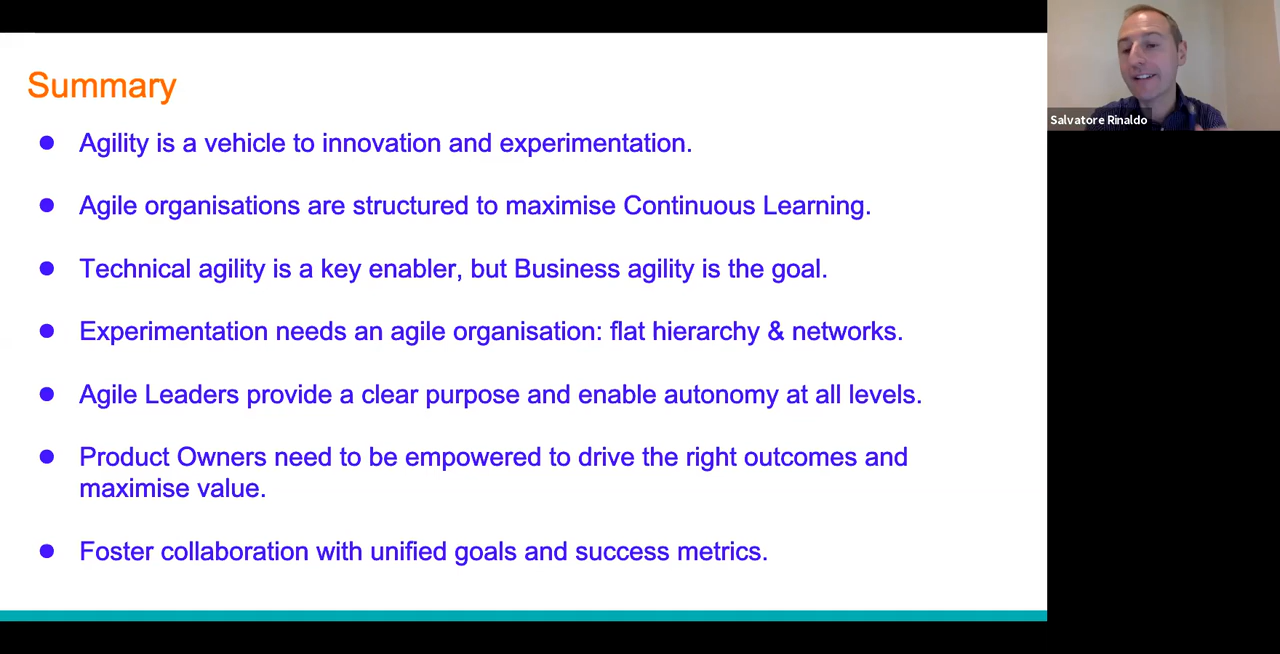 Summary
Agility is a vehicle to innovation and experimentation.
Agile organisations are structured to maximise Continuous Learning.
Technical agility is a key enabler, but Business agility is the goal.
Experimentation needs an agile organisation: flat hierarchy & networks.
Agile Leaders provide a clear purpose and enable autonomy at all levels.
Product Owners need to be empowered to drive the right outcomes and
maximise value.
Foster collaboration with unified goals and success metrics.
Salvatore Rinaldo